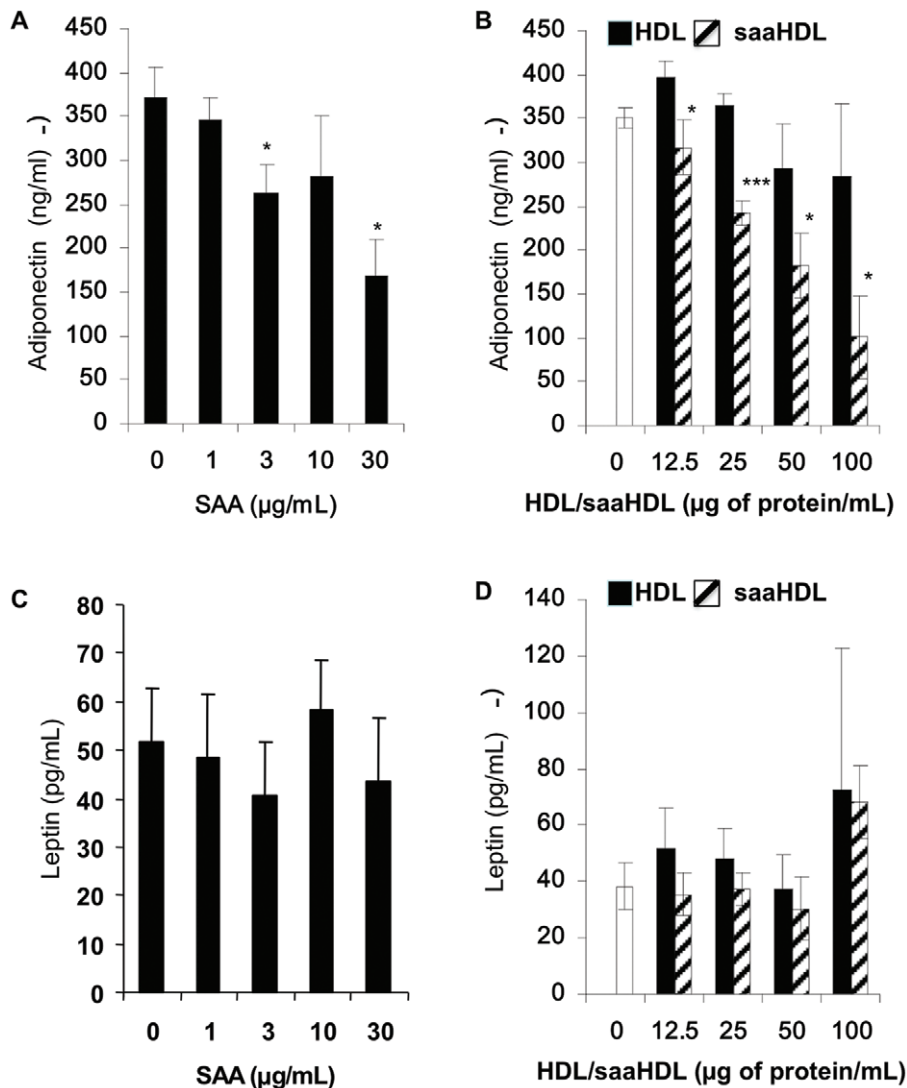 A
Adiponectin (ng/ml) -)
450
400
350
300
250
200
150
100
50
0
*
*
0 1 3 10 30
SAA (µg/mL)
B
HDL saaHDL
Adiponectin (ng/ml) -)
450
400
350
300
250
200
150
100
50
0
*
***
*
*
0 12.5 25 50 100
HDL/saaHDL (µg of protein/mL)
C
Leptin (pg/mL)
80
70
60
50
40
30
20
10
0
0 1 3 10 30
SAA (µg/mL)
D
HDL saaHDL
Leptin (pg/mL) -)
140
120
100
80
60
40
20
0
0 12.5 25 50 100
HDL/saaHDL (µg of protein/mL)